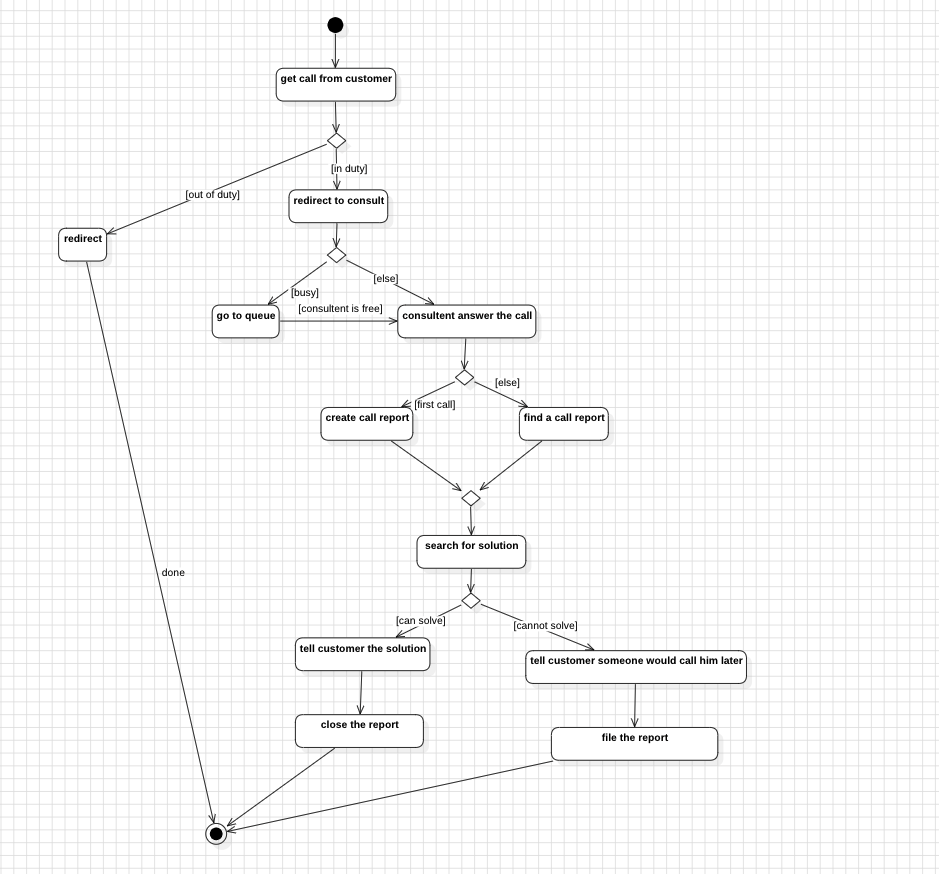 get call from customer
[in duty]
[out of duty]
redirect to consult
redirect
[else]
[busy]
[consultent is free]
go to queue
consultent answer the call
[else]
[first call]
create call report
find a call report
search for solution
done
[can solve]
[cannot solve]
tell customer the solution
tell customer someone would call him later
close the report
file the report